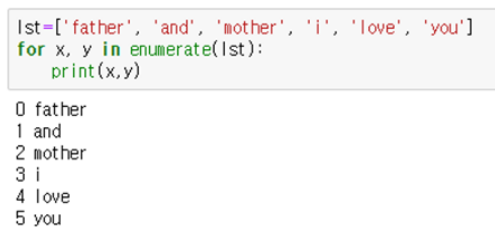 lst=['father', 'and', 'mother', 'i', 'love', 'you']
for x, y in enumerate(lst):
    print(x,y)
0 father
1 and
2 mother
3 i
4 love
5 you